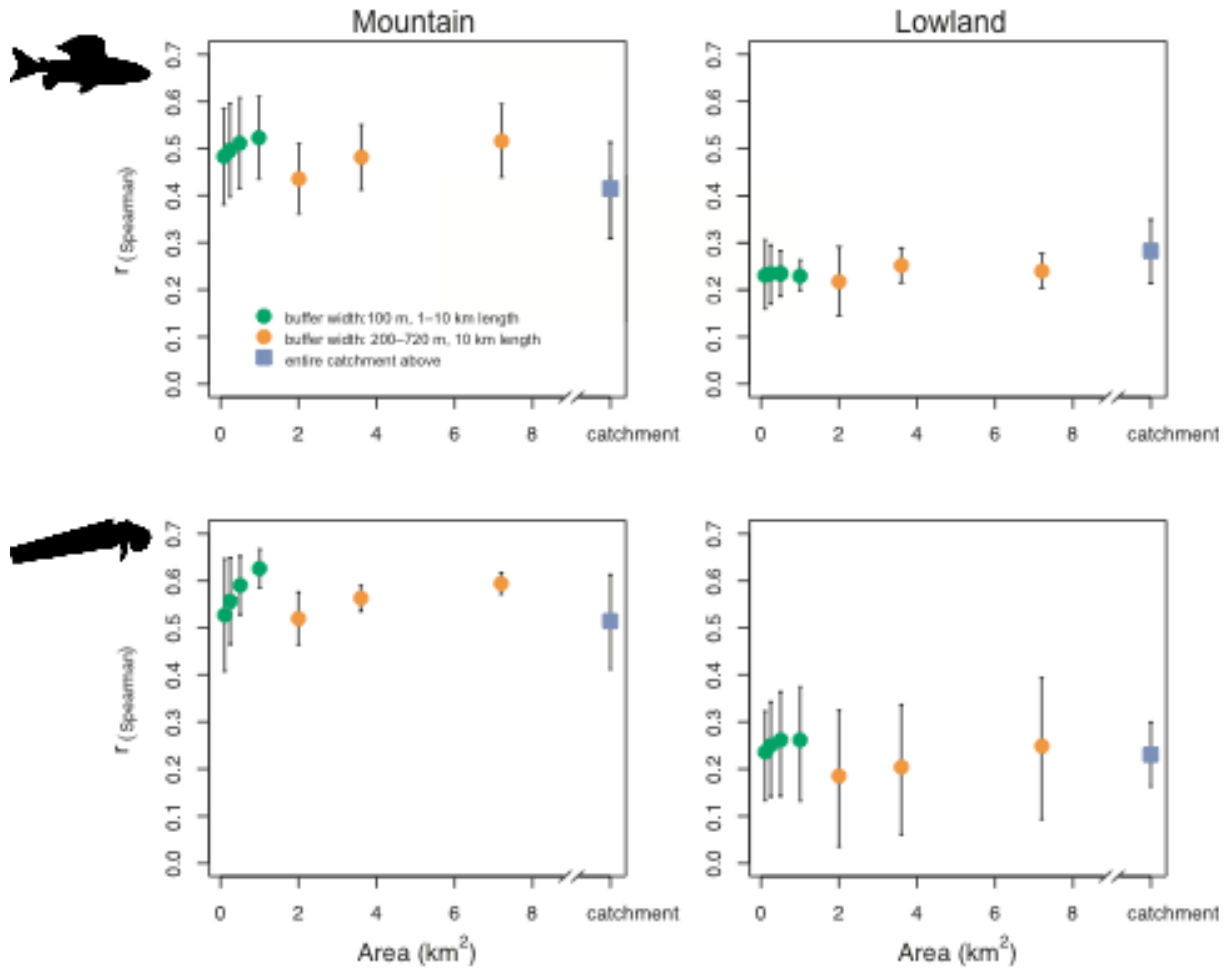 Mountain
Lowland
0.7
0.6
0.5
0.4
0.3
0.2
0.1
0.0
r (Spearman)
buffer width:100 m, 1–10 km length
buffer width: 200–720 m, 10 km length
entire catchment above
0 2 4 6 8 catchment
0.7
0.6
0.5
0.4
0.3
0.2
0.1
0.0
0 2 4 6 8 catchment
0.7
0.6
0.5
0.4
0.3
0.2
0.1
0.0
r (Spearman)
0 2 4 6 8 catchment
Area (km²)
0.7
0.6
0.5
0.4
0.3
0.2
0.1
0.0
0 2 4 6 8 catchment
Area (km²)